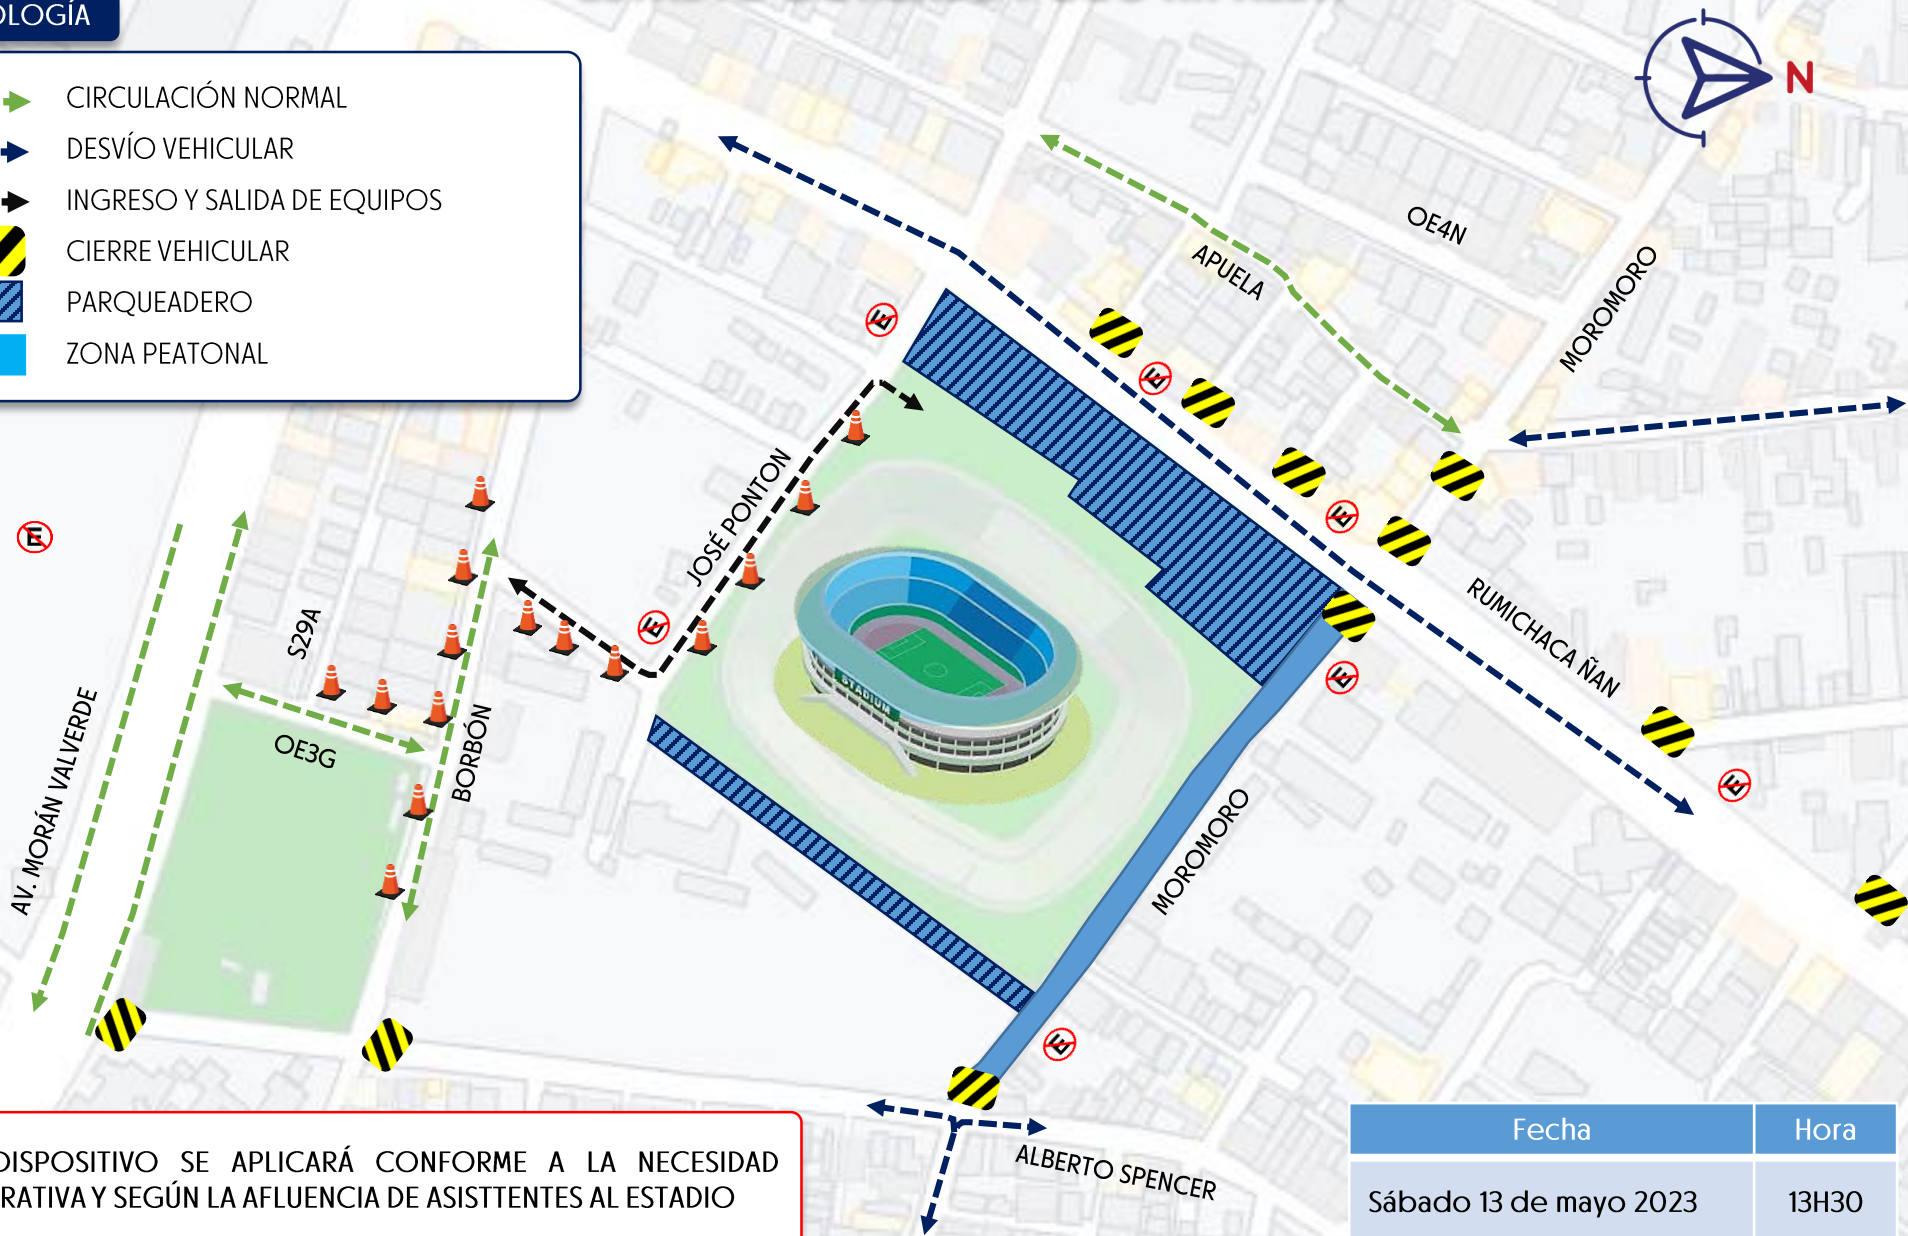 OLOGÍA
CIRCULACIÓN NORMAL
DESVÍO VEHICULAR
INGRESO Y SALIDA DE EQUIPOS
CIERRE VEHICULAR
PARQUEADERO
ZONA PEATONAL
N
OE4N
APUELA
MOROMORO
JOSÉ PONTON
RUMICHACA ÑAN
S29A
STADIUM
OE3G
BORBÓN
AV. MORÁN VALVERDE
MOROMORO
ALBERTO SPENCER
DISPOSITIVO SE APLICARÁ CONFORME A LA NECESIDAD
RATIVA Y SEGÚN LA AFLUENCIA DE ASISTTENTES AL ESTADIO
Fecha Hora
Sábado 13 de mayo 2023 13H30
E
E
E
E
E
E
E
E